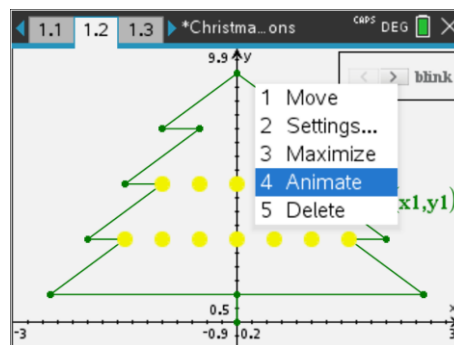 1.1 1.2 1.3 *Christma…ons CAPS DEG
9.9 y
< > blink
1 Move
2 Settings...
3 Maximize
4 Animate
5 Delete
x1,y1)
0.5 x
-3 -0.9 0.2 3